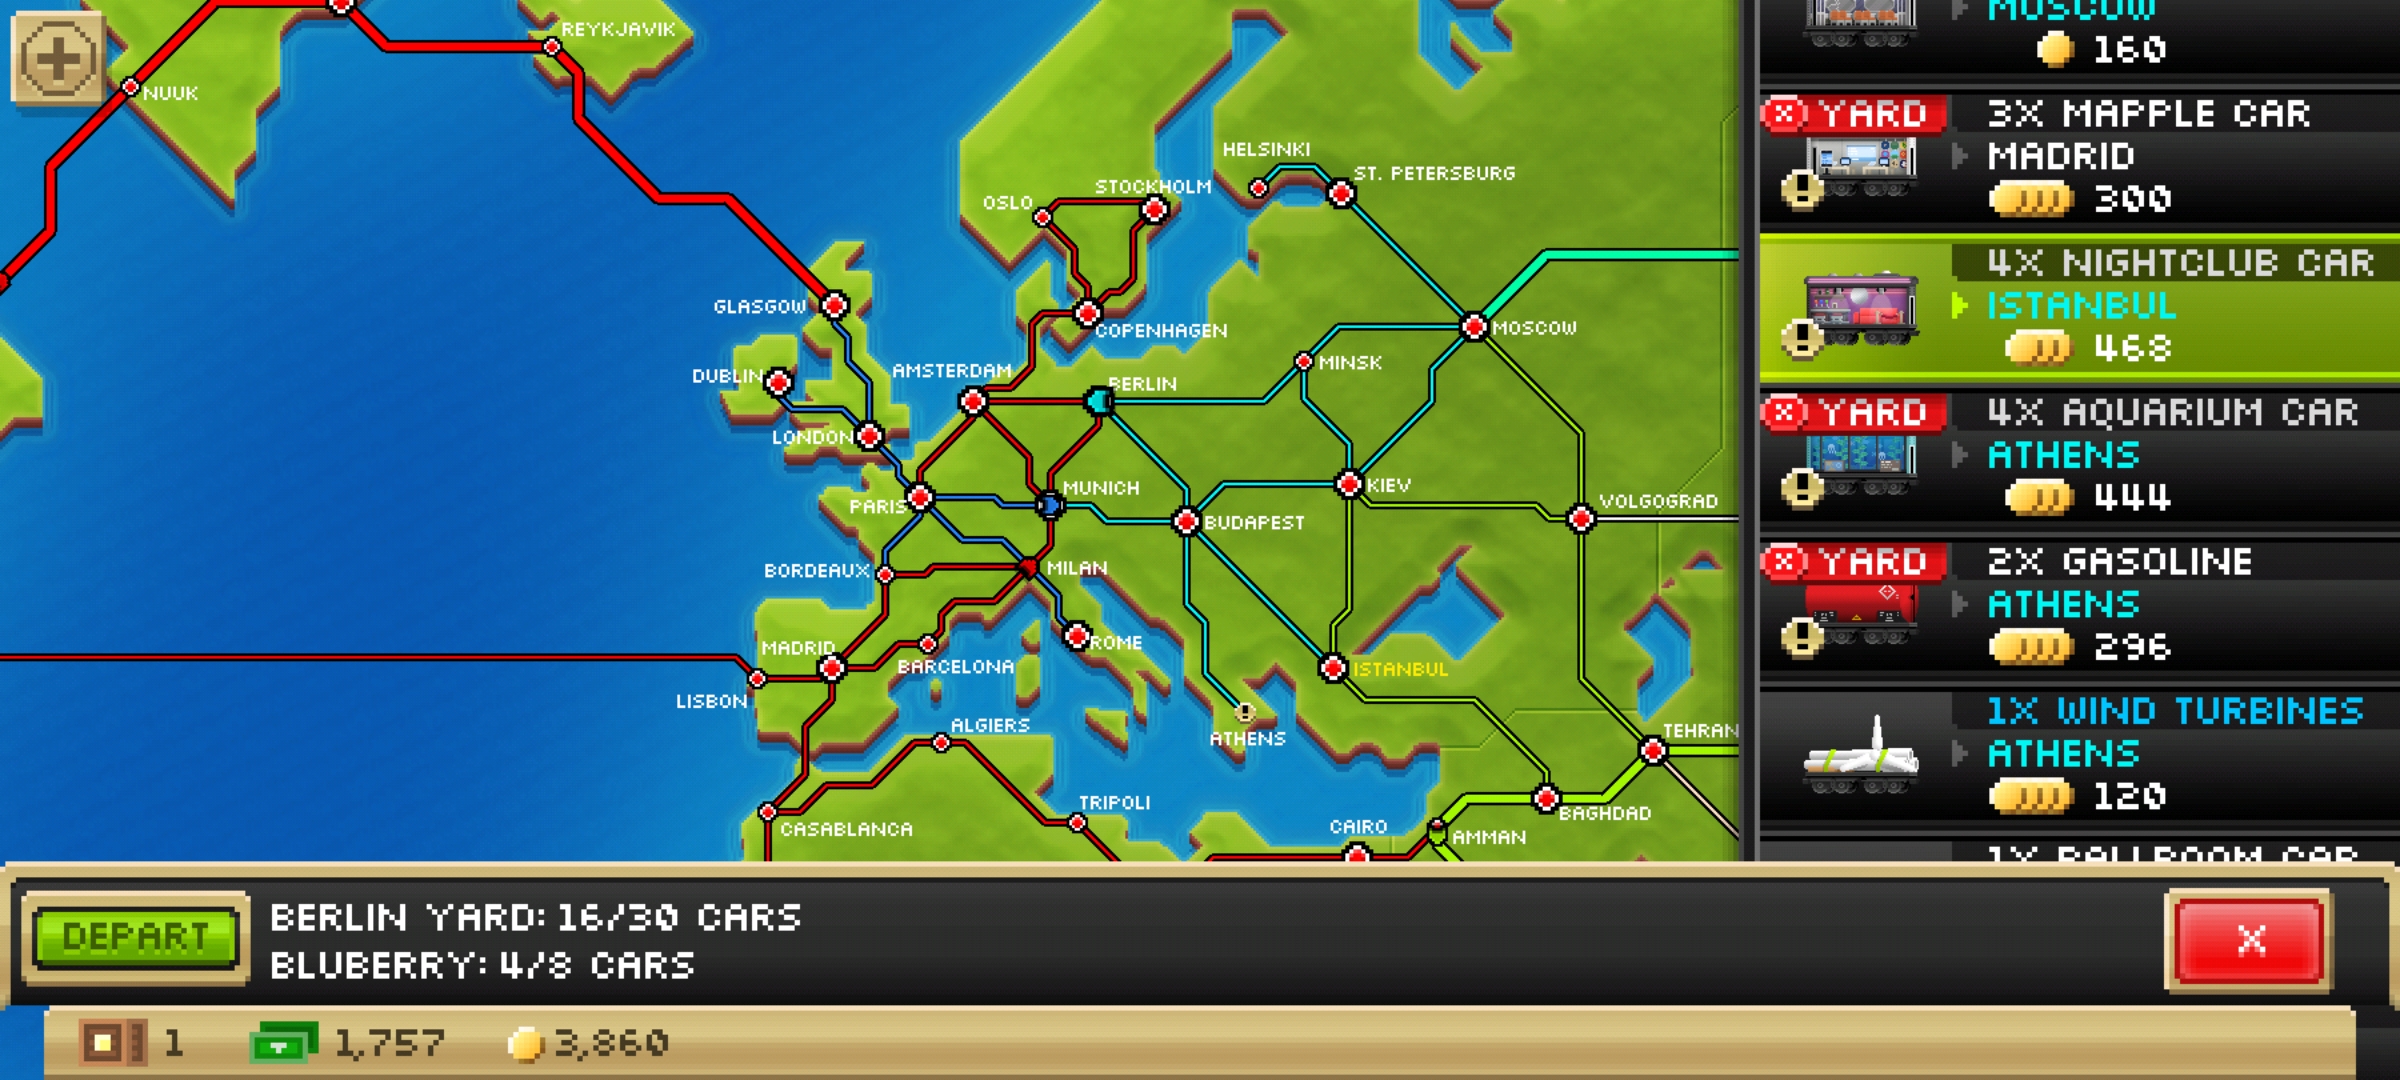 REYKJAVIK
NUUK
HELSINKI
ST. PETERSBURG
STOCKHOLM
OSLO
GLASGOW
COPENHAGEN
MOSCOW
MINSK
AMSTERDAM
BERLIN
DUBLIN
LONDON
MUNICH
KIEV
PARIS
BUDAPEST
VOLGOGRAD
BORDEAUX
MILAN
MADRID
ROME
BARCELONA
ISTANBUL
LISBON
ALGIERS
ATHENS
TEHRAN
TRIPOLI
CASABLANCA
CAIRO
AMMAN
BAGHDAD
MOSCOW
160
YARD
3X MAPPLE CAR
MADRID
300
4X NIGHTCLUB CAR
ISTANBUL
468
YARD
4X AQUARIUM CAR
ATHENS
444
YARD
2X GASOLINE
ATHENS
296
1X WIND TURBINES
ATHENS
120
1X BALLROOM CAR
DEPART
BERLIN YARD: 16/30 CARS
BLUBERRY: 4/8 CARS
X
1
1,757
3,860